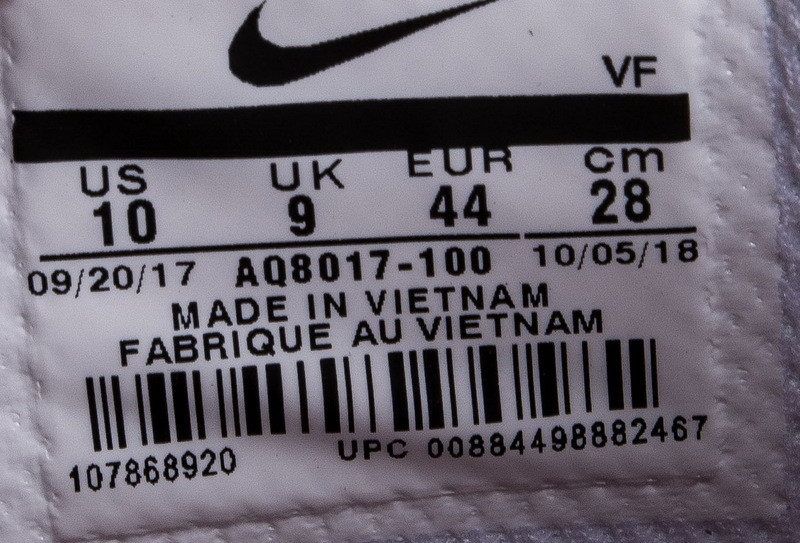 VF
US UK EUR cm
10 9 44 28
09/20/17 AQ8017-100 10/05/18
MADE IN VIETNAM
FABRIQUE AU VIETNAM
107868920 UPC 00884498882467